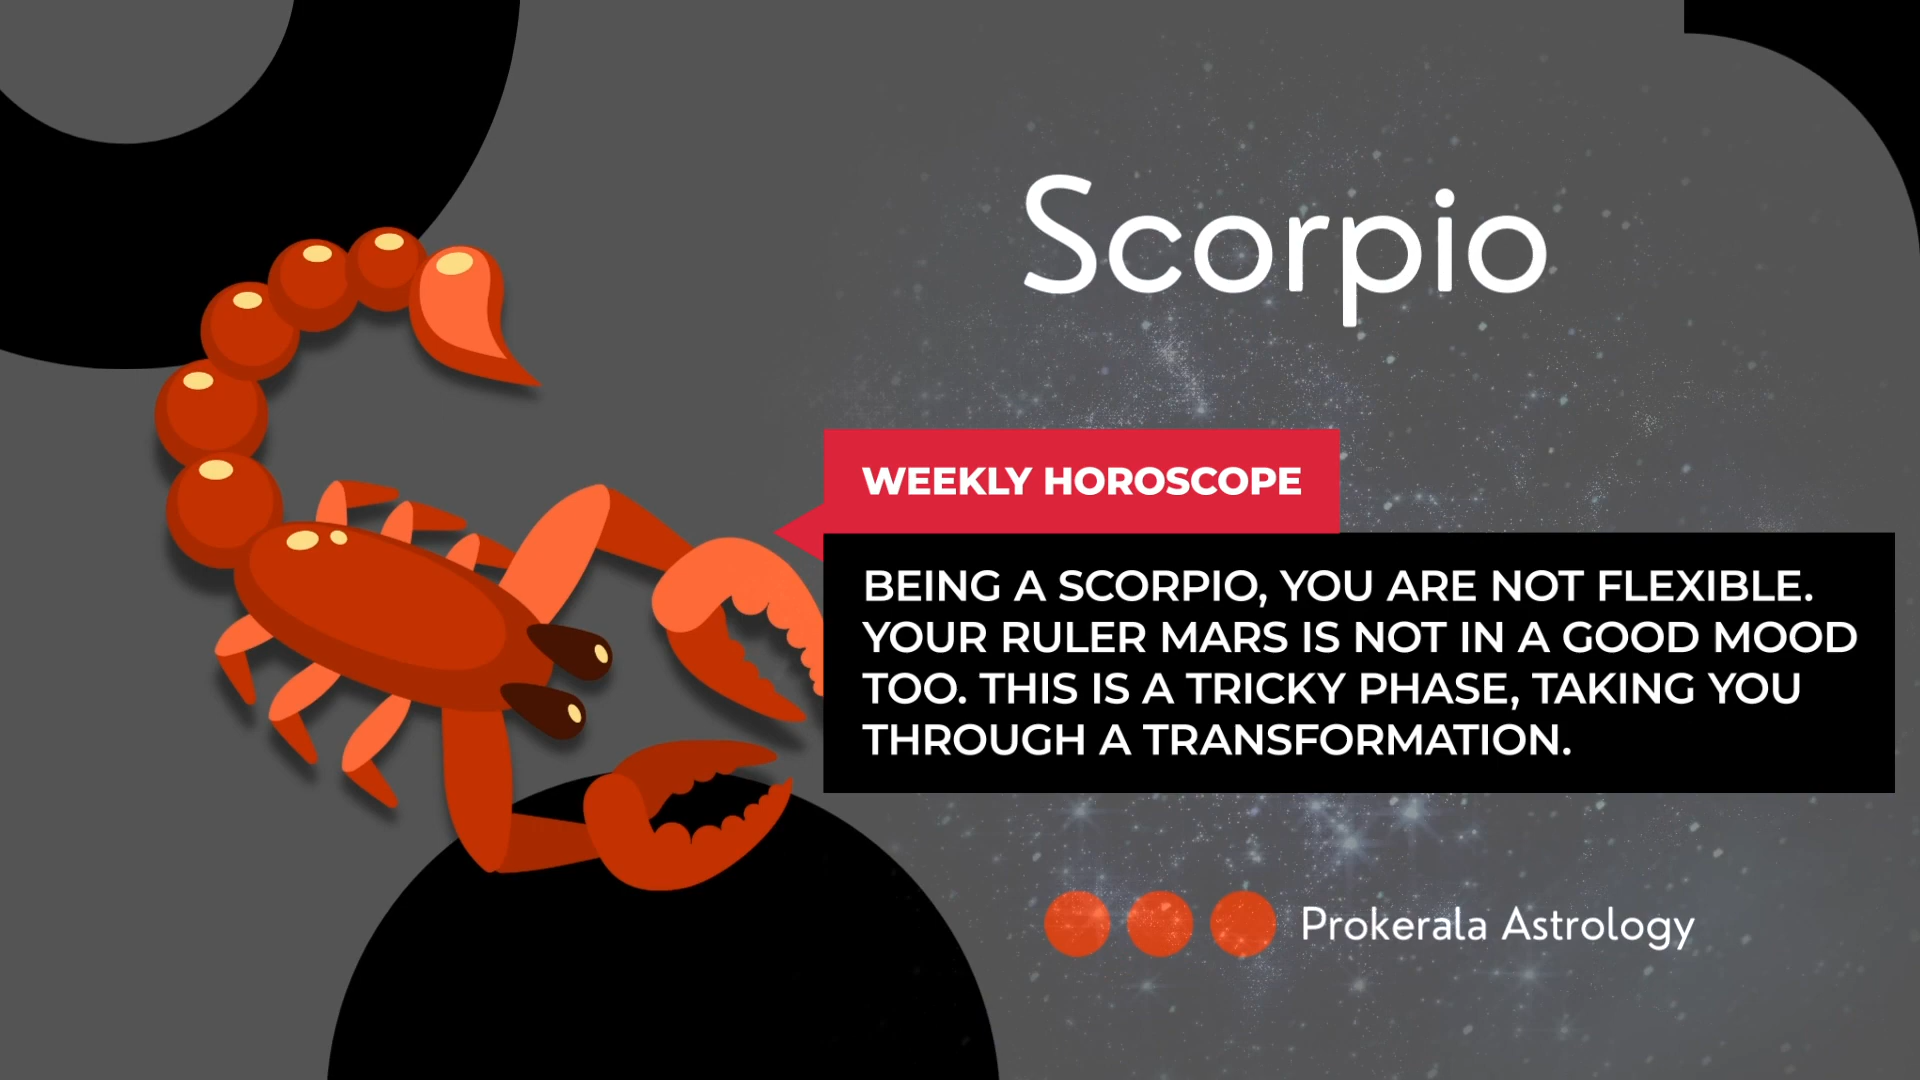 Scorpio
WEEKLY HOROSCOPE
BEING A SCORPIO, YOU ARE NOT FLEXIBLE.
YOUR RULER MARS IS NOT IN A GOOD MOOD
TOO. THIS IS A TRICKY PHASE, TAKING YOU
THROUGH A TRANSFORMATION.
Prokerala Astrology